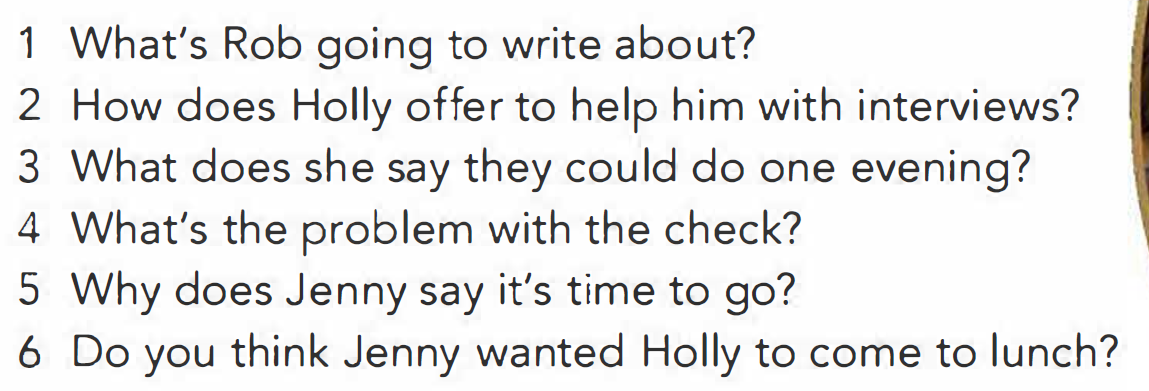 1 What's Rob going to write about?
2 How does Holly offer to help him with interviews?
3 What does she say they could do one evening?
4 What's the problem with the check?
5 Why does Jenny say it's time to go?
6 Do you think Jenny wanted Holly to come to lunch?